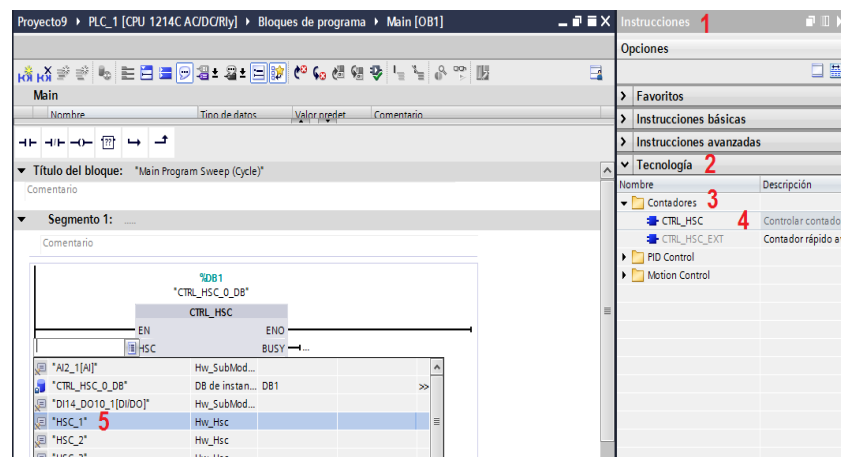 Proyecto9 ▸ PLC_1 [CPU 1214C AC/DC/Rly] ▸ Bloques de programa ▸ Main [OB1]
Instrucciones 1
Opciones
Main
Nombre Tipo de datos Valor predet Comentario
Favoritos
Instrucciones básicas
Instrucciones avanzadas
Tecnología 2
Nombre Descripción
Contadores 3
CTRL_HSC 4 Controlar contado
CTRL_HSC_EXT Contador rápido a
PID Control
Motion Control
??
Título del bloque: "Main Program Sweep (Cycle)"
Comentario
Segmento 1: .....
Comentario
%DB1
"CTRL_HSC_0_DB"
CTRL_HSC
EN ENO
HSC BUSY ...
"AI2_1[AI]" Hw_SubMod...
"CTRL_HSC_0_DB" DB de instan... DB1 >>
"DI14_DO10_1[DI/DO]" Hw_SubMod...
"HSC_1" 5 Hw_Hsc
"HSC_2" Hw_Hsc